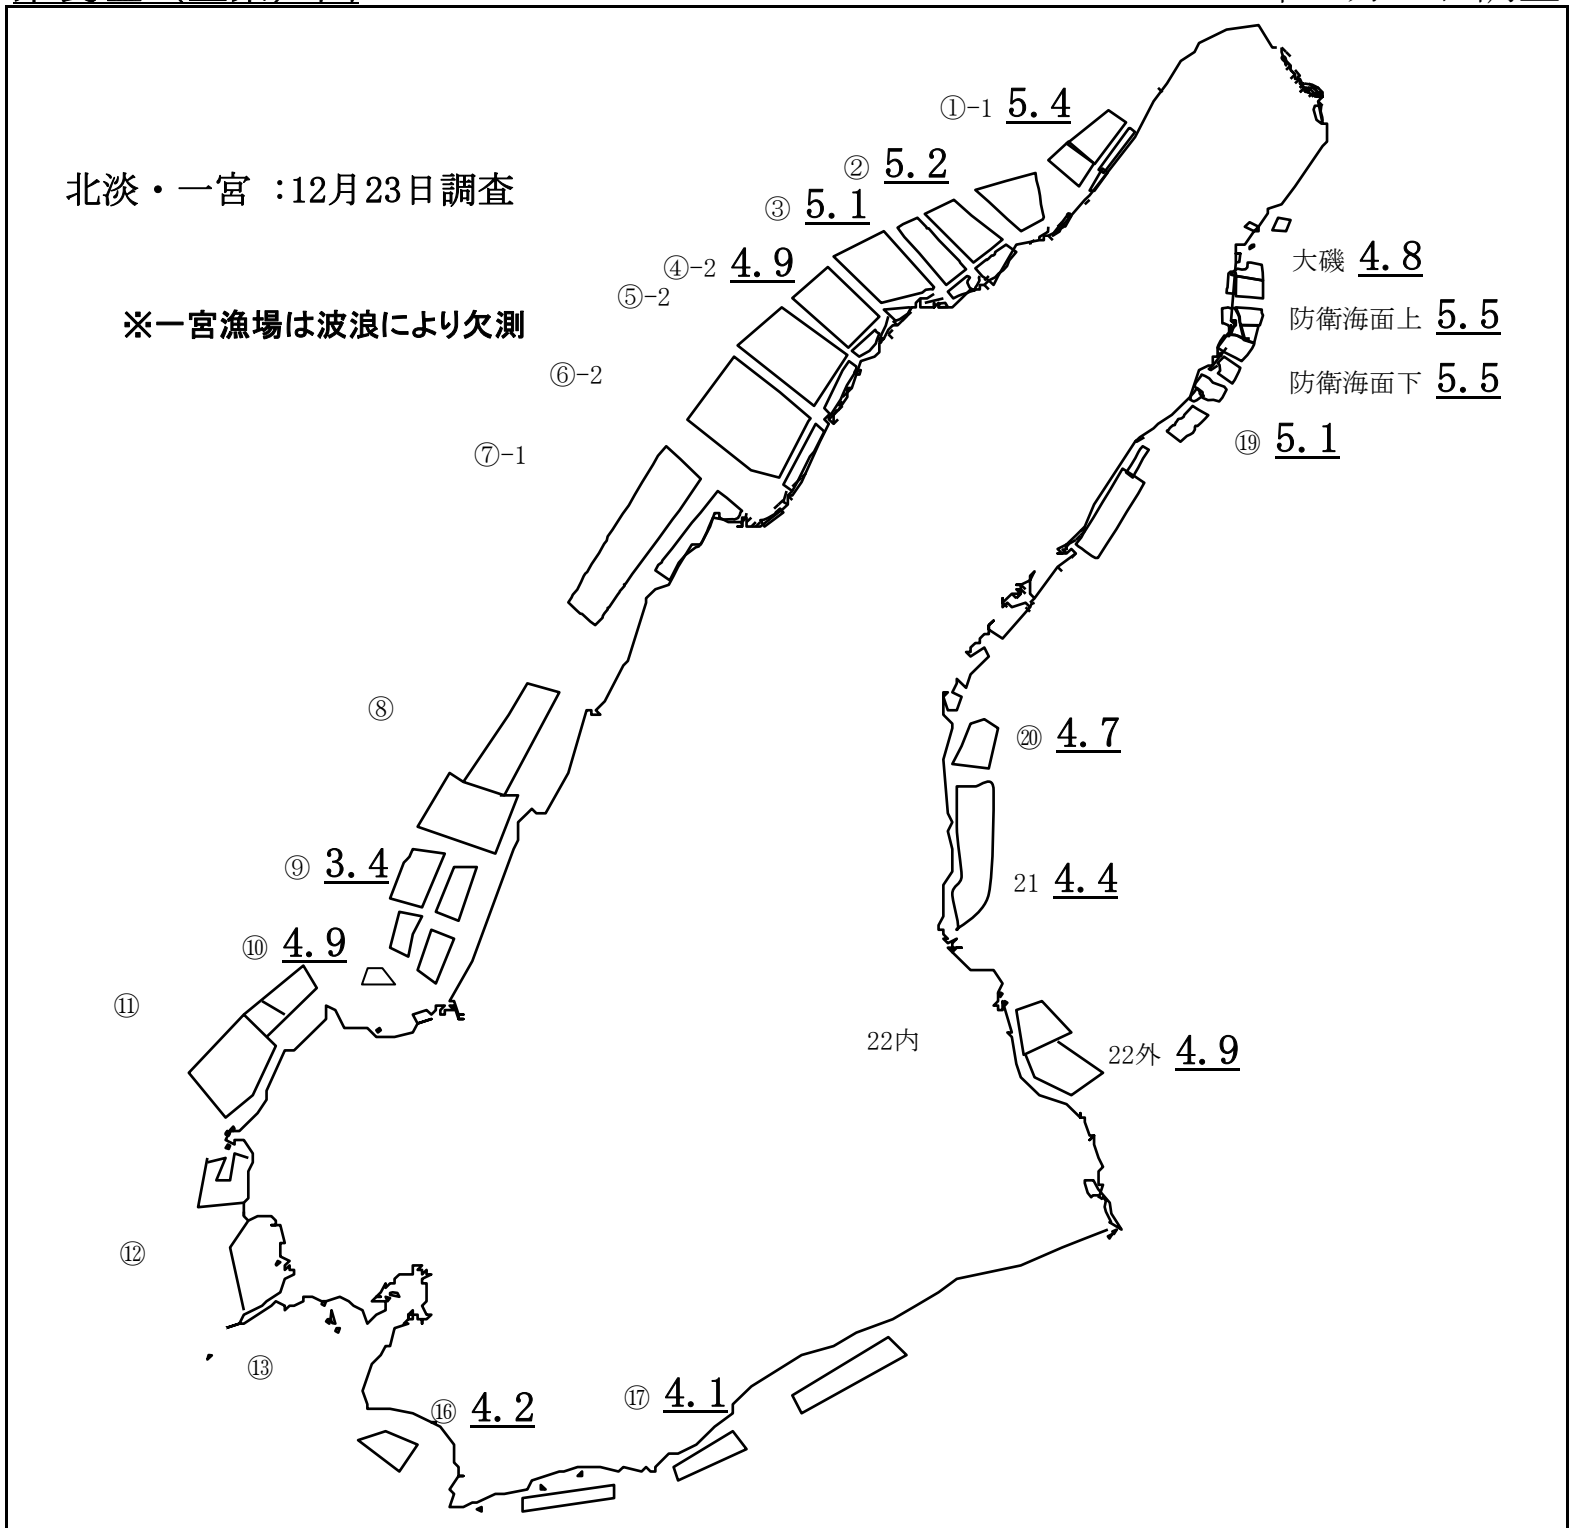 ①-1 5.4
② 5.2
北淡・一宮 :12月23日調査
③ 5.1
④-2 4.9
大磯 4.8
⑤-2
防衛海面上 5.5
※一宮漁場は波浪により欠測
⑥-2
防衛海面下 5.5
⑲ 5.1
⑦-1
⑧
⑳ 4.7
⑨ 3.4
21 4.4
⑩ 4.9
⑪
22内
22外 4.9
⑫
⑬
⑰ 4.1
⑯ 4.2